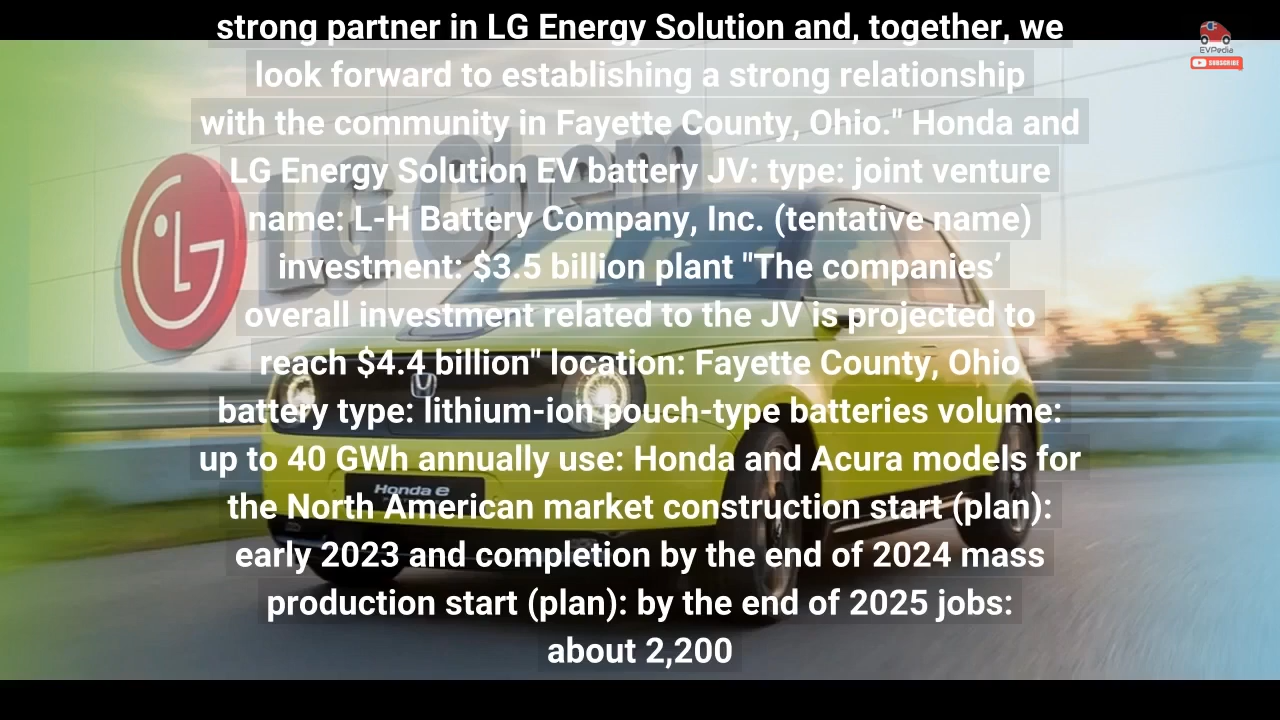 strong partner in LG Energy Solution and, together, we
look forward to establishing a strong relationship
with the community in Fayette County, Ohio." Honda and
LG Energy Solution EV battery JV: type: joint venture
name: L-H Battery Company, Inc. (tentative name)
investment: $3.5 billion plant "The companies’
overall investment related to the JV is projected to
reach $4.4 billion" location: Fayette County, Ohio
battery type: lithium-ion pouch-type batteries volume:
up to 40 GWh annually use: Honda and Acura models for
the North American market construction start (plan):
early 2023 and completion by the end of 2024 mass
production start (plan): by the end of 2025 jobs:
about 2,200
EVPedia
SUBSCRIBE
LG Chem
LG
Honda e